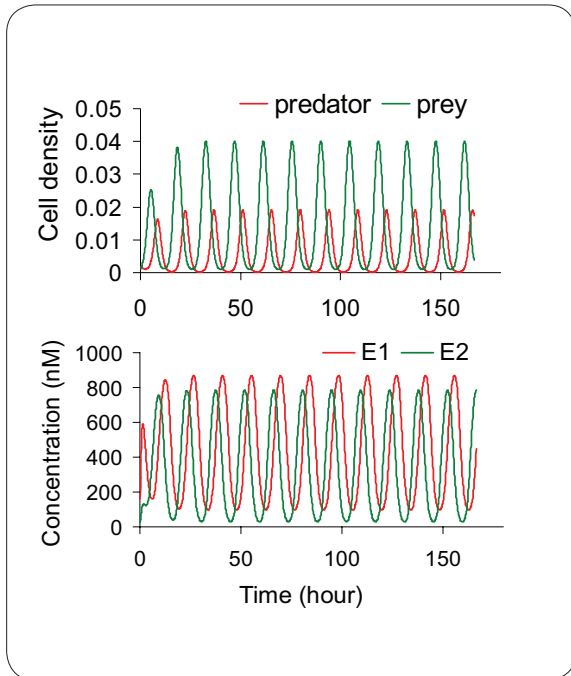 predator prey
Cell density
0.05
0.04
0.03
0.02
0.01
0
0 50 100 150
E1 E2
Concentration (nM)
1000
800
600
400
200
0
0 50 100 150
Time (hour)